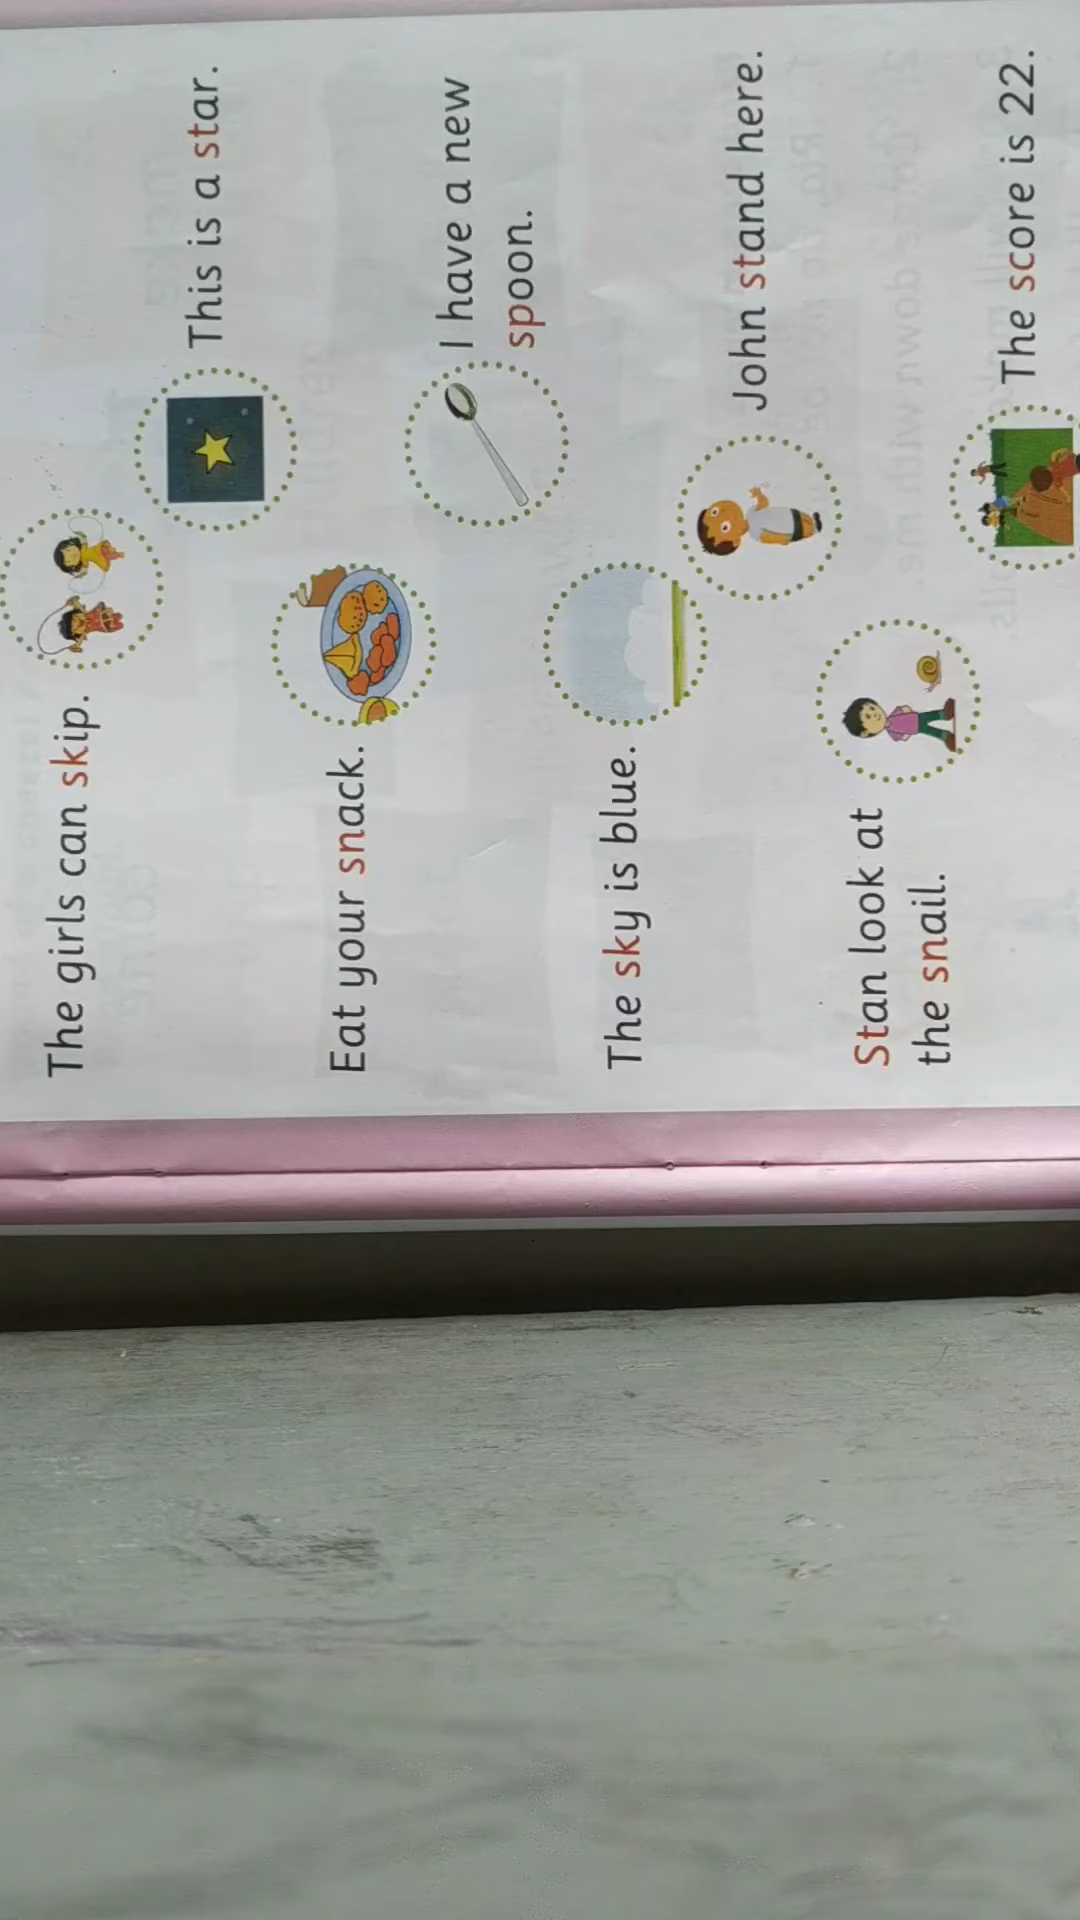 The girls can skip.
This is a star.
Eat your snack.
I have a new
spoon.
The sky is blue.
John stand here.
Stan look at
the snail.
The score is 22.